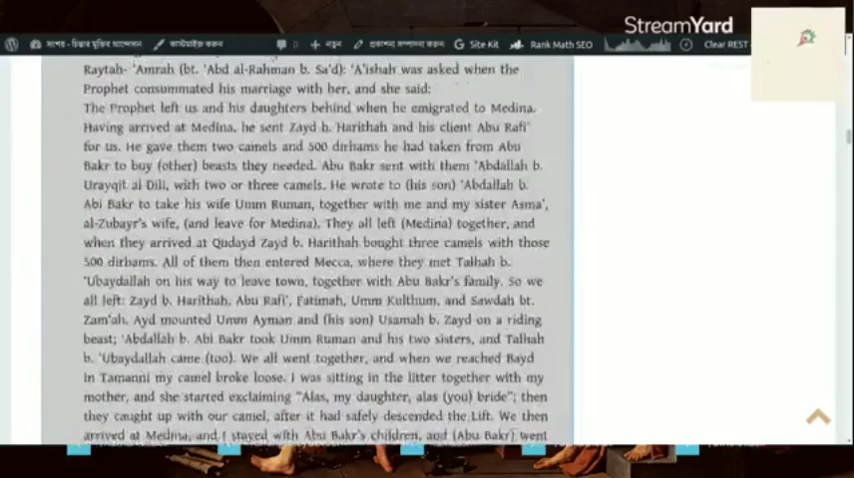 StreamYard
সংশয় - চিন্তার মুক্তির আন্দোলন কাস্টমাইজ করুন 0 + নতুন প্রকাশনা সম্পাদনা করুন Site Kit Rank Math SEO Clear REST
Raytah- 'Amrah (bt. 'Abd al-Rahman b. Sa'd): 'A'ishah was asked when the
Prophet consummated his marriage with her, and she said:
The Prophet left us and his daughters behind when he emigrated to Medina.
Having arrived at Medina, he sent Zayd b. Harithah and his client Abu Rafi'
for us. He gave them two camels and 500 dirhams he had taken from Abu
Bakr to buy (other) beasts they needed. Abu Bakr sent with them 'Abdallah b.
Urayqit al Dili, with two or three camels. He wrote to (his son) 'Abdallah b.
Abi Bakr to take his wife Umm Ruman, together with me and my sister Asma',
al-Zubayr's wife, (and leave for Medina). They all left (Medina) together, and
when they arrived at Qudayd Zayd b. Harithah bought three camels with those
500 dirhams. All of them then entered Mecca, where they met Talhah b.
'Ubaydallah on his way to leave town, together with Abu Bakr's family. So we
all left: Zayd b. Harithah, Abu Rafi', Fatimah, Umm Kulthum, and Sawdah bt.
Zam'ah. Ayd mounted Umm Ayman and (his son) Usamah b. Zayd on a riding
beast; 'Abdallah b. Abi Bakr took Umm Ruman and his two sisters, and Talhah
b. 'Ubaydallah came (too). We all went together, and when we reached Bayd
in Tamanni my camel broke loose. I was sitting in the litter together with my
mother, and she started exclaiming "Alas, my daughter, alas (you) bride"; then
they caught up with our camel, after it had safely descended the Lift. We then
arrived at Medina, and I stayed with Abu Bakr's children, and (Abu Bakr) went